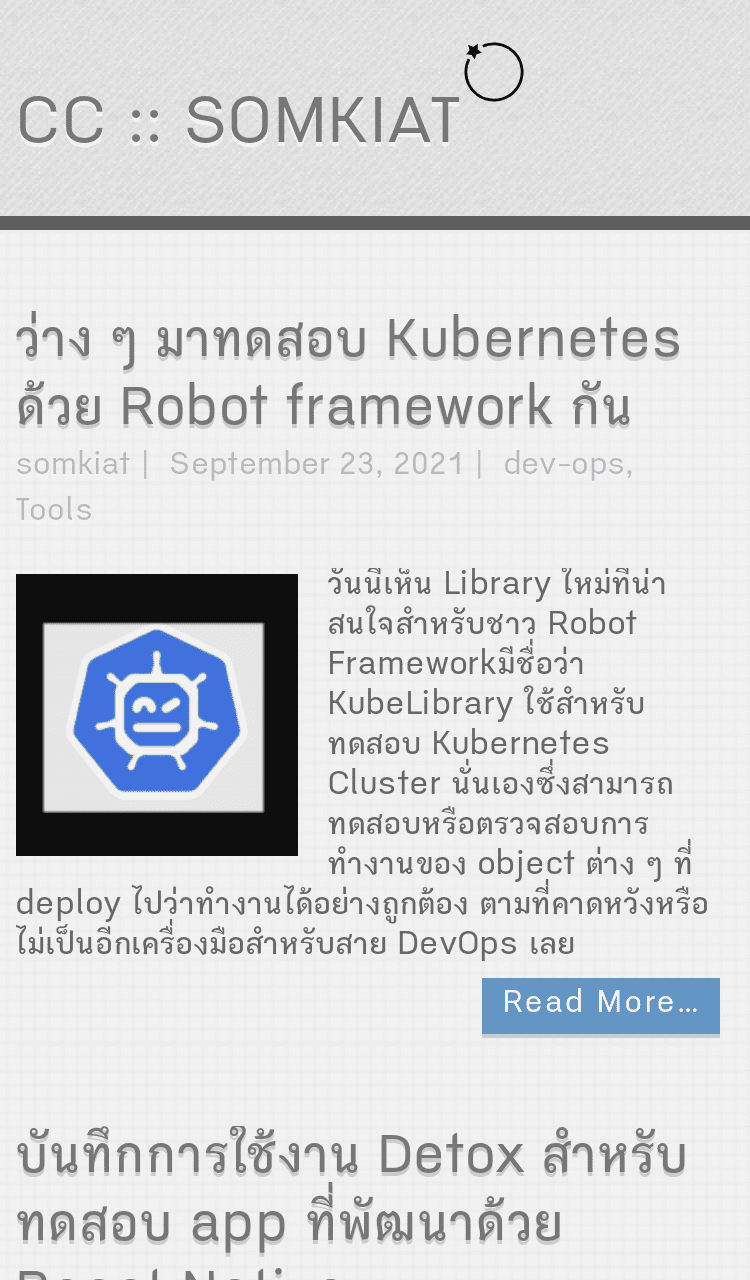 CC :: SOMKIAT
ว่าง ๆ มาทดสอบ Kubernetes
ด้วย Robot framework กัน
somkiat | September 23, 2021 | dev-ops,
Tools
วันนี้เห็น Library ใหม่ที่น่า
สนใจสำหรับชาว Robot
Frameworkมีชื่อว่า
KubeLibrary ใช้สำหรับ
ทดสอบ Kubernetes
Cluster นั่นเองซึ่งสามารถ
ทดสอบหรือตรวจสอบการ
ทำงานของ object ต่าง ๆ ที่
deploy ไปว่าทำงานได้อย่างถูกต้อง ตามที่คาดหวังหรือ
ไม่เป็นอีกเครื่องมือสำหรับสาย DevOps เลย
Read More…
บันทึกการใช้งาน Detox สำหรับ
ทดสอบ app ที่พัฒนาด้วย
React Native